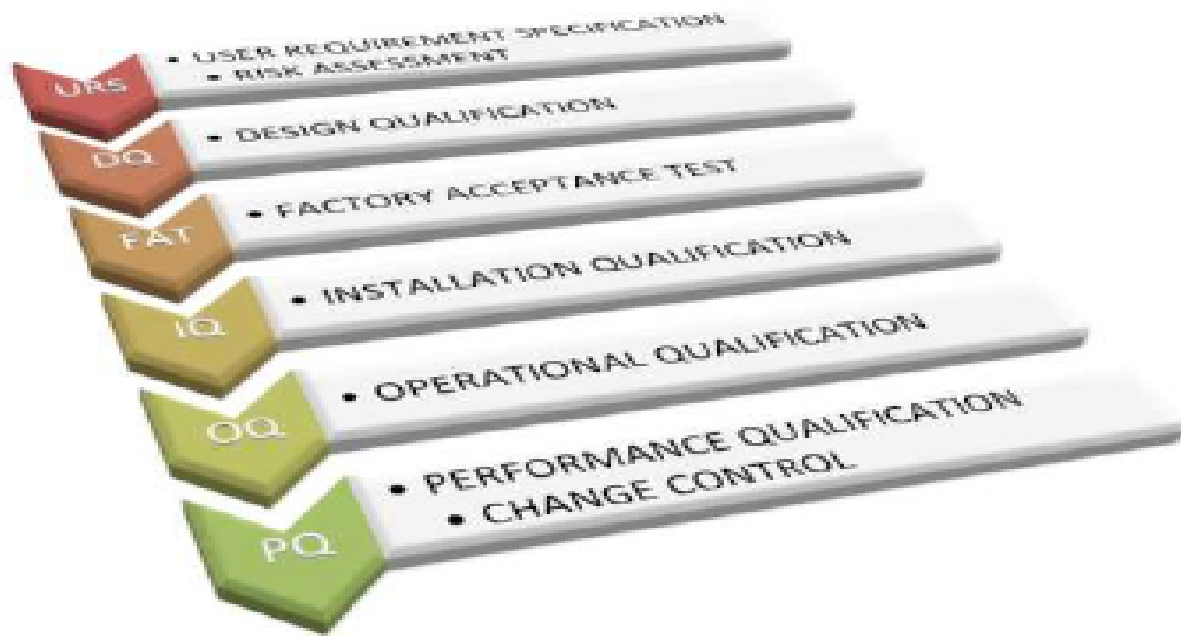 URS
• USER REQUIREMENT SPECIFICATION
• RISK ASSESSMENT
DQ
• DESIGN QUALIFICATION
FAT
• FACTORY ACCEPTANCE TEST
IQ
• INSTALLATION QUALIFICATION
OQ
• OPERATIONAL QUALIFICATION
PQ
• PERFORMANCE QUALIFICATION
• CHANGE CONTROL